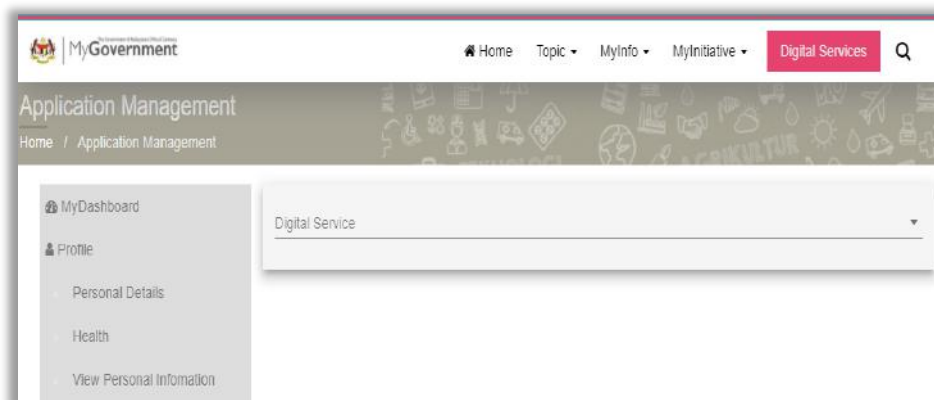 MyGovernment
Home Topic MyInfo MyInitiative Digital Services
Application Management
Home / Application Management
AGRIKULTUR
MyDashboard
Digital Service
Profile
Personal Details
Health
View Personal Infomation